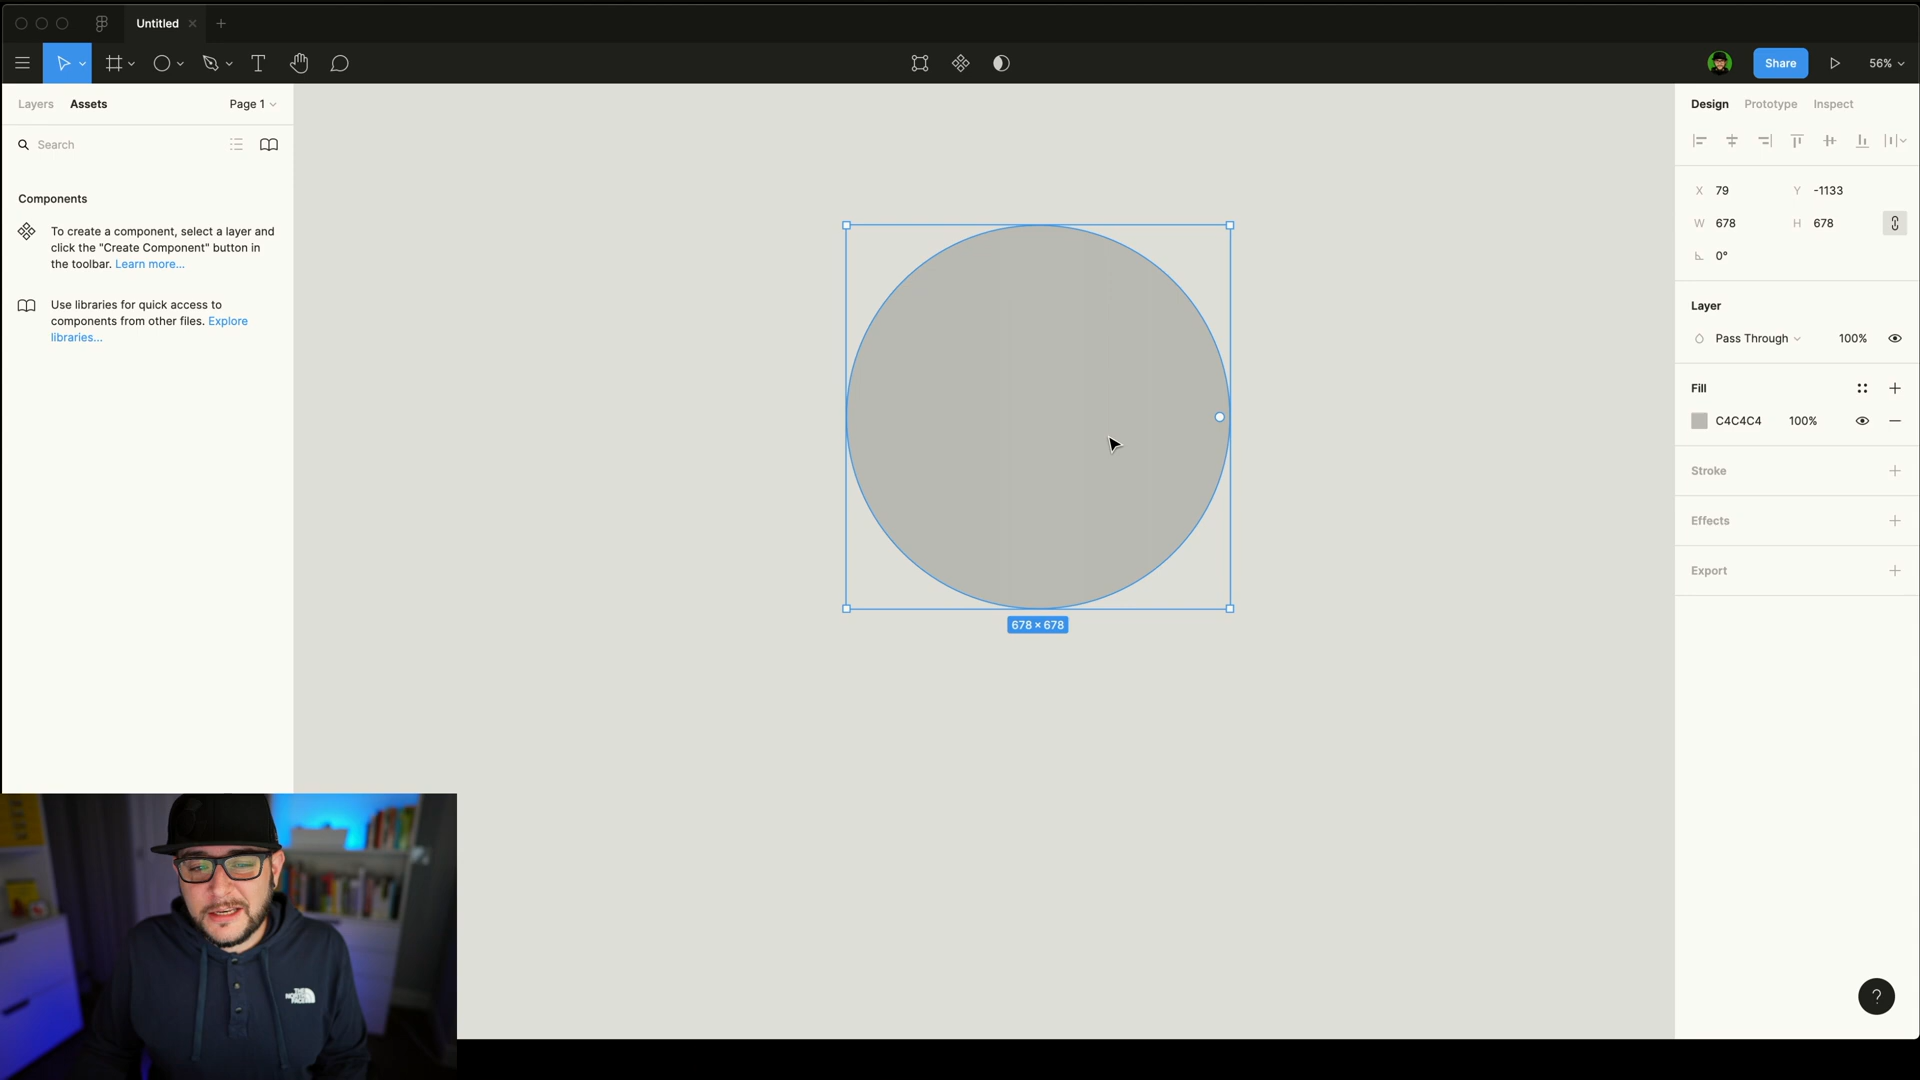 Untitled
Share
56%
Layers
Assets
Page 1
Search
Components
To create a component, select a layer and
click the "Create Component" button in
the toolbar. Learn more...
Use libraries for quick access to
components from other files. Explore
libraries...
678 × 678
Design
Prototype
Inspect
X 79
Y -1133
W 678
H 678
0°
Layer
Pass Through
100%
Fill
C4C4C4
100%
Stroke
Effects
Export
?
THE
NORTH
FACE